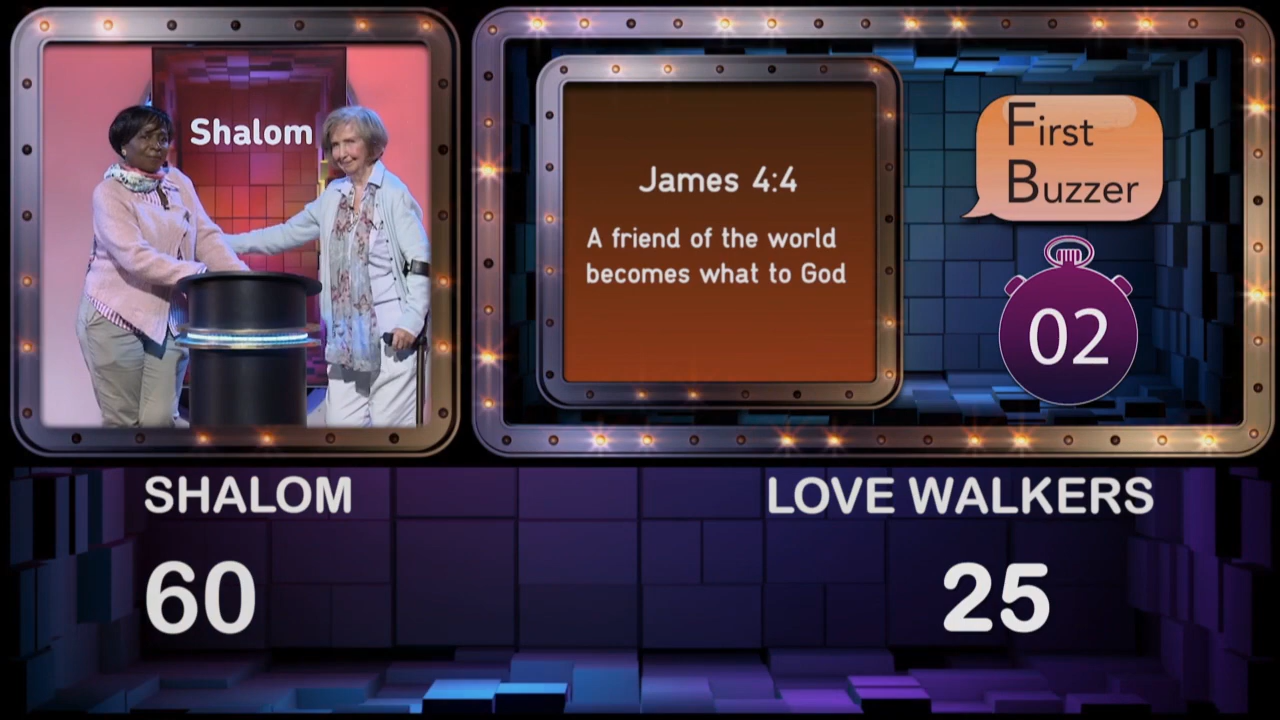 Shalom
James 4:4
A friend of the world
becomes what to God
First
Buzzer
02
SHALOM
LOVE WALKERS
60
25